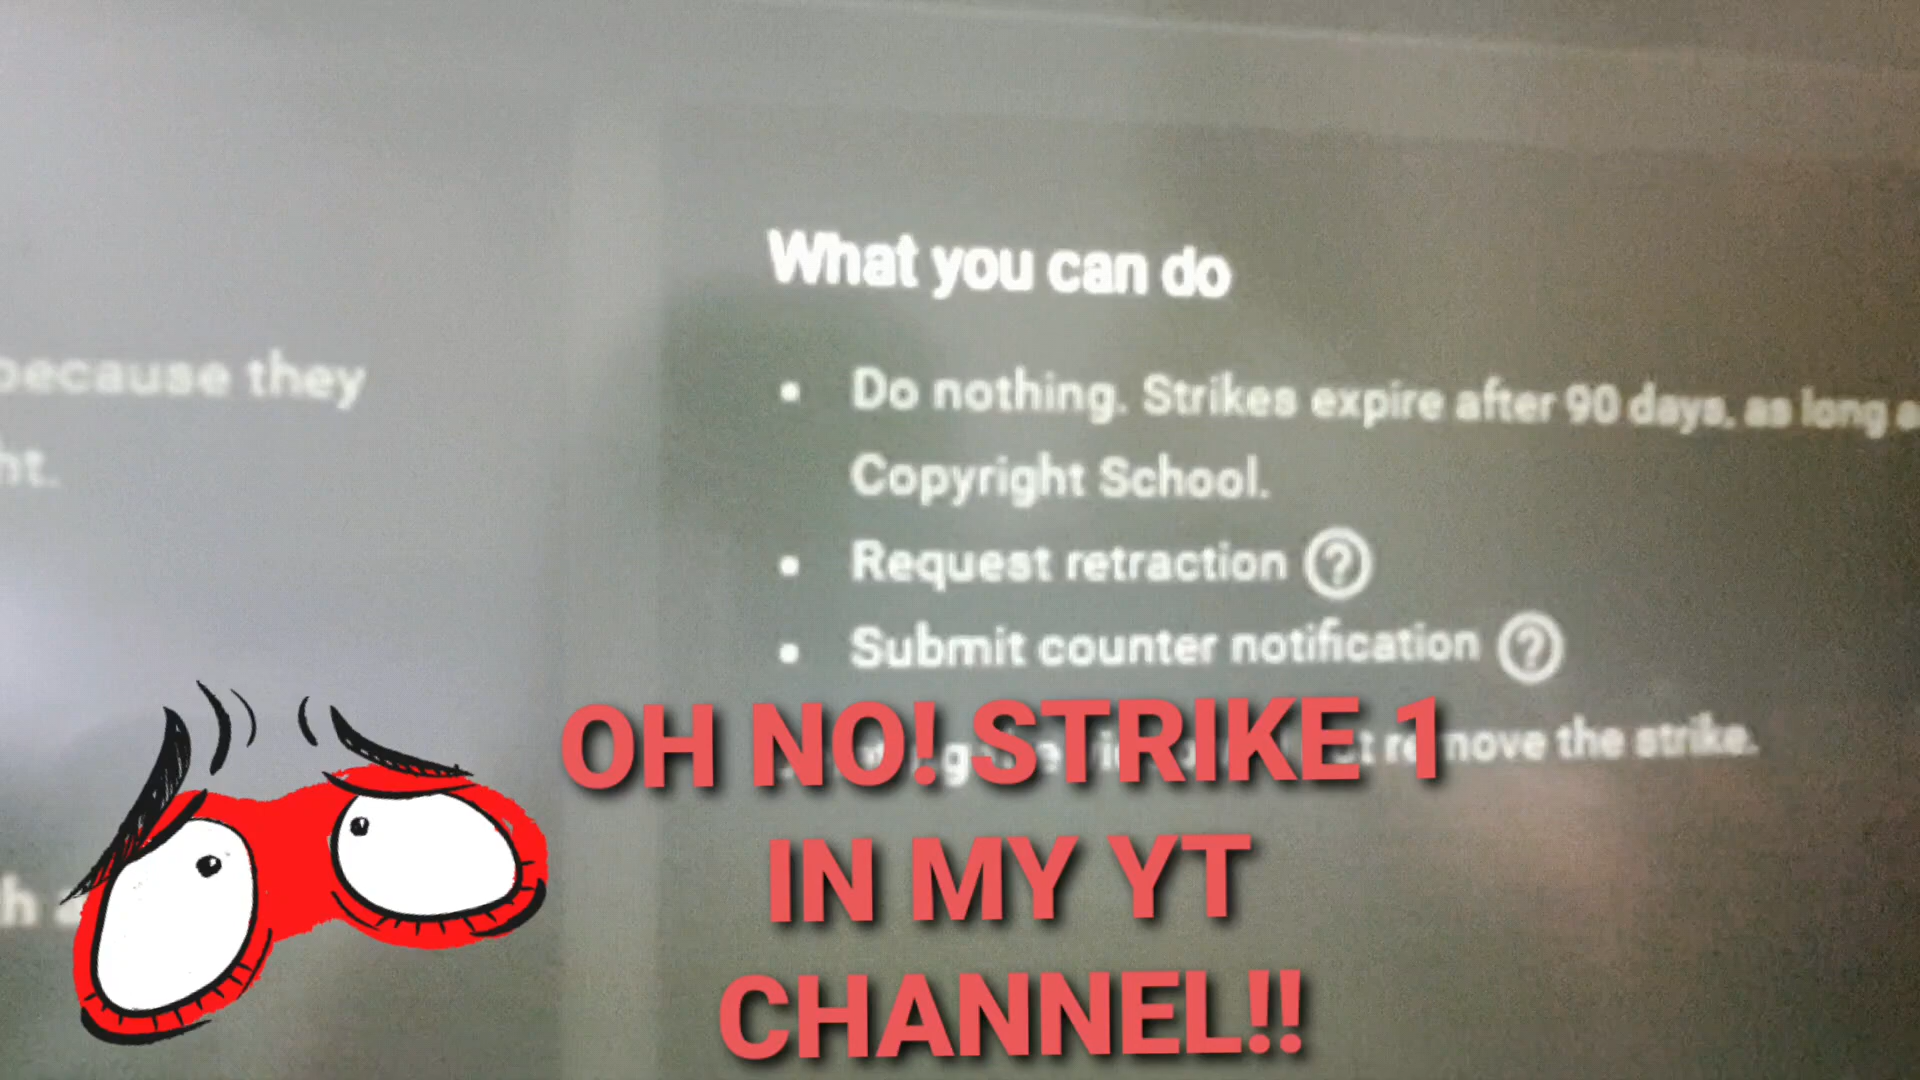 What you can do
because they
• Do nothing. Strikes expire after 90 days, as long
Copyright School.
• Request retraction ?
• Submit counter notification ?
remove the strike.
OH NO! STRIKE 1
IN MY YT
CHANNEL!!